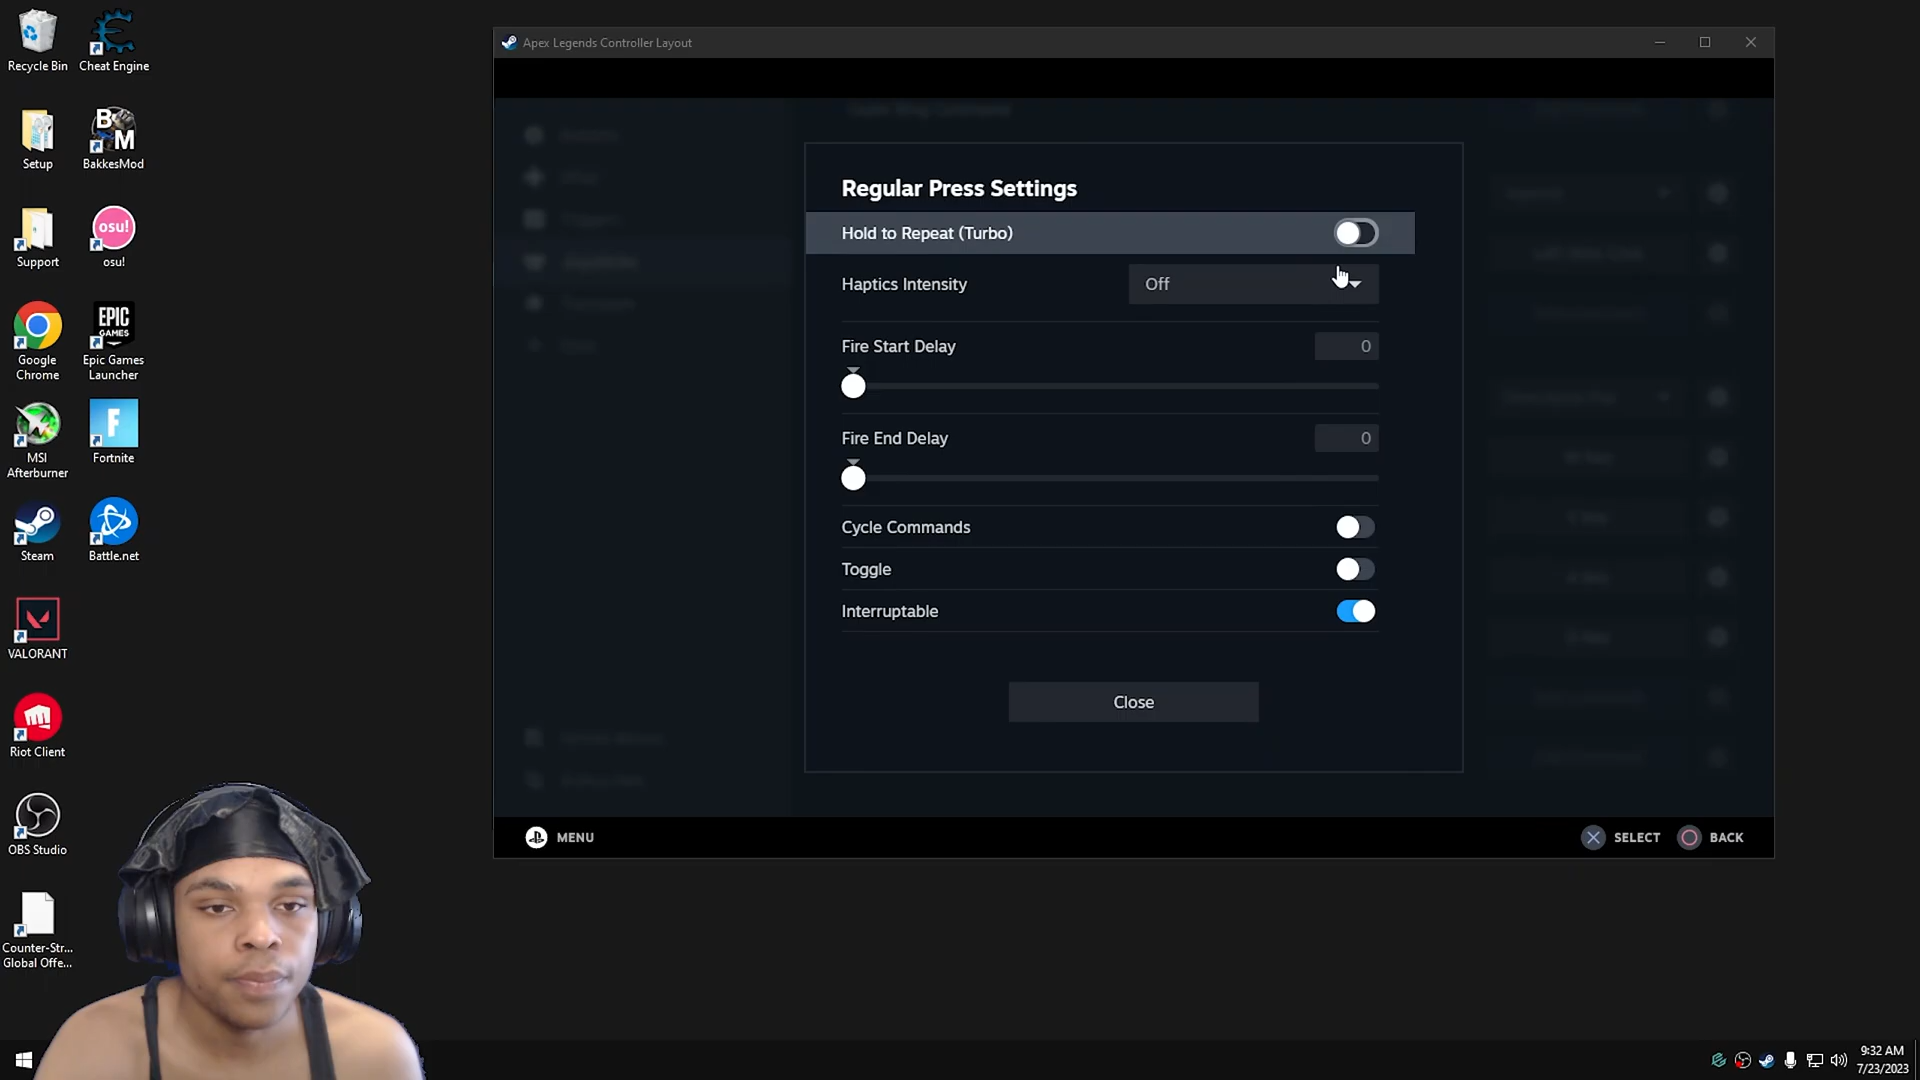 Recycle Bin
Cheat Engine
Setup
B M
BakkesMod
Support
osu!
osu!
Google Chrome
EPIC GAMES
Epic Games Launcher
MSI Afterburner
F
Fortnite
Steam
Battle.net
VALORANT
Riot Client
OBS Studio
Counter-Str...
Global Offe...
Apex Legends Controller Layout
Regular Press Settings
Hold to Repeat (Turbo)
Haptics Intensity
Off
Fire Start Delay
0
Fire End Delay
0
Cycle Commands
Toggle
Interruptable
Close
MENU
SELECT
BACK
9:32 AM
7/23/2023